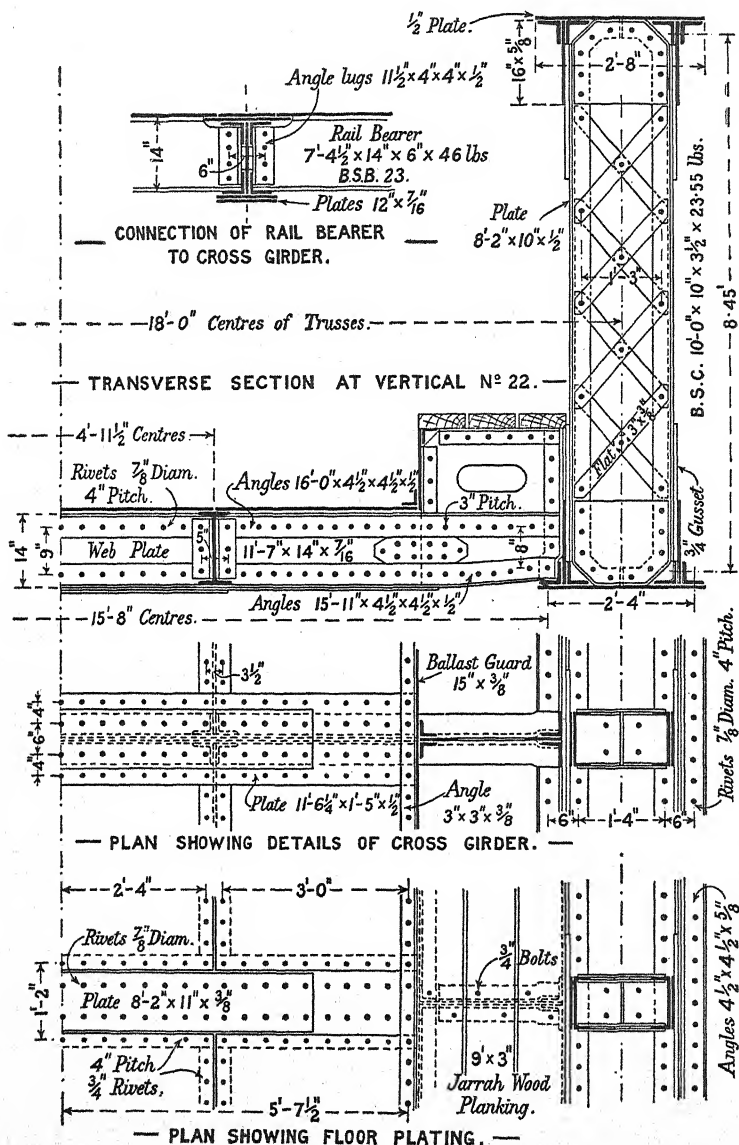 ½" Plate.
16"×⅝"
2'-8"
Angle lugs 11½"×4"×4"×½"
14"
6"
Rail Bearer
7'-4½"×14"×6"×46 lbs
B.S.B. 23.
Plates 12"×7/16"
— CONNECTION OF RAIL BEARER —
TO CROSS GIRDER.
Plate
8'-2"×10"×½"
1'-3"
B.S.C. 10'-0"×10"×3½"×23·55 lbs.
8·45'
18'-0" Centres of Trusses.
— TRANSVERSE SECTION AT VERTICAL Nº 22. —
Flat 3"×⅜"
¾" Gusset
4'-11½" Centres
Rivets ⅞" Diam.
4" Pitch.
Angles 16'-0"×4½"×4½"×½"
3" Pitch.
14"
9"
Web Plate
5"
11'-7"×14"×7/16"
8"
Angles 15'-11"×4½"×4½"×½"
2'-4"
15'-8" Centres.
3½"
Ballast Guard
15"×⅜"
Rivets ⅞" Diam. 4" Pitch.
4"
6"
4"
Plate 11'-6¼"×1'-5"×½"
Angle
3"×3"×⅜"
6"
1'-4"
6"
— PLAN SHOWING DETAILS OF CROSS GIRDER. —
2'-4"
3'-0"
Rivets ⅞" Diam.
¾" Bolts
Angles 4½"×4½"×⅝"
1'-2"
Plate 8'-2"×11"×⅜"
4" Pitch
¾" Rivets,
9"×3"
Jarrah Wood
Planking.
5'-7½"
— PLAN SHOWING FLOOR PLATING. —